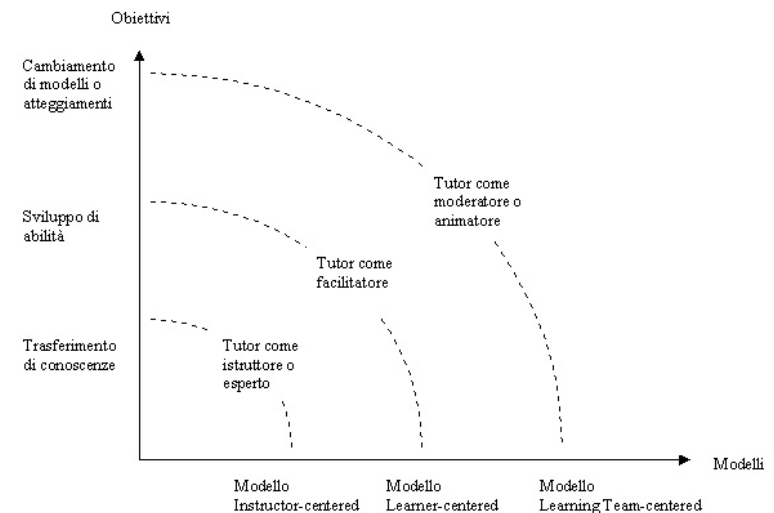 Obiettivi
Cambiamento
di modelli o
atteggiamenti
Tutor come
moderatore o
animatore
Sviluppo di
abilità
Tutor come
facilitatore
Trasferimento
di conoscenze
Tutor come
istruttore o
esperto
Modelli
Modello
Instructor-centered
Modello
Learner-centered
Modello
Learning Team-centered